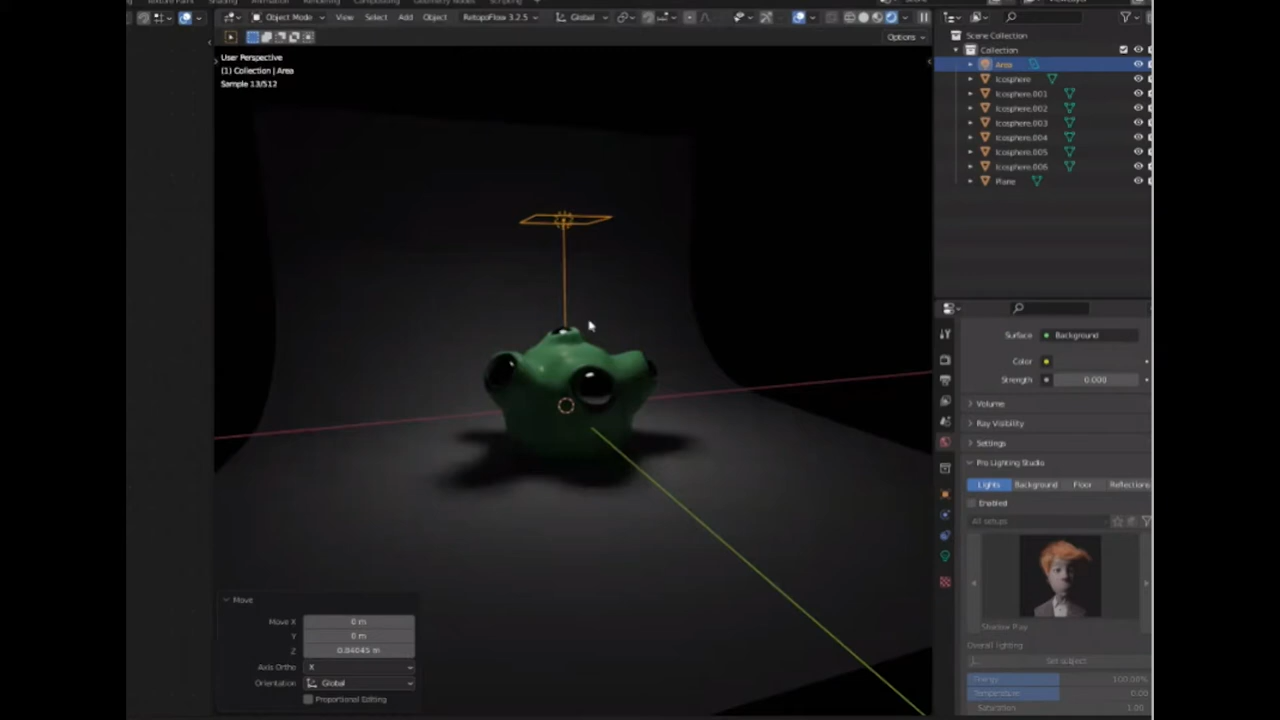 Object Mode View Select Add Object RetopoFlow 3.2.5 Global
Options
User Perspective
(1) Collection | Area
Sample 13/512
Scene Collection
Collection
Area
Icosphere
Icosphere.001
Icosphere.002
Icosphere.003
Icosphere.004
Icosphere.005
Icosphere.006
Plane
Surface Background
Color
Strength 0.000
Volume
Ray Visibility
Settings
Pro Lighting Studio
Lights Background Floor Reflections
Enabled
All setups
Overall lighting
Set subject
Energy 100.00%
Temperature 0.00
Saturation 1.00
Move
Move X 0 m
Y 0 m
Z 0.84045 m
Axis Ortho X
Orientation Global
Proportional Editing